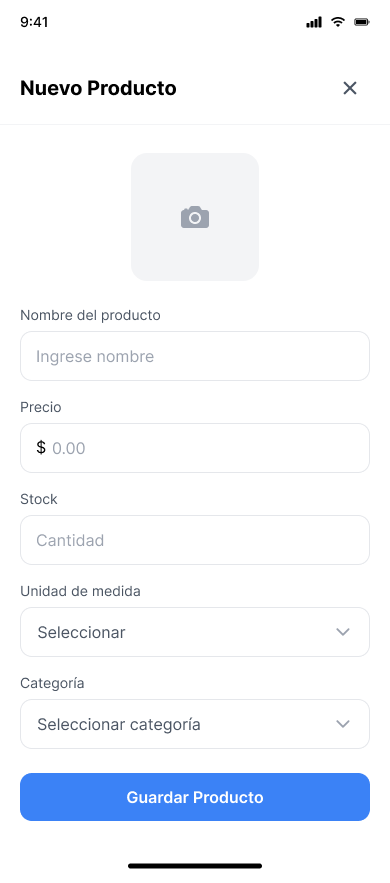 9:41
Nuevo Producto
Nombre del producto
Ingrese nombre
Precio
$ 0.00
Stock
Cantidad
Unidad de medida
Seleccionar
Categoría
Seleccionar categoría
Guardar Producto